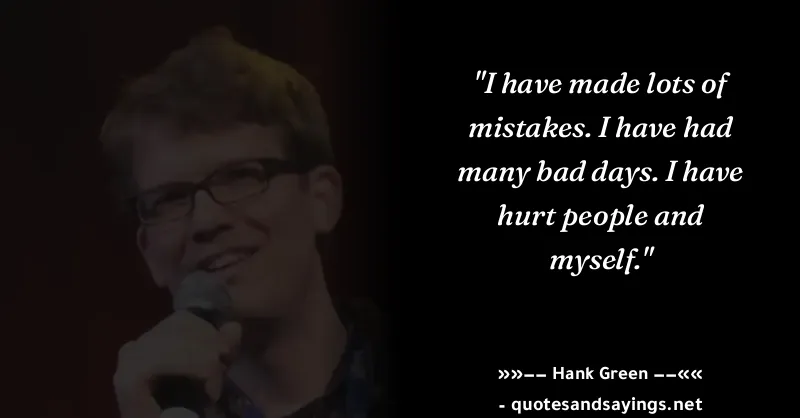 "I have made lots of
mistakes. I have had
many bad days. I have
hurt people and
myself."
»»−− Hank Green −−««
- quotesandsayings.net